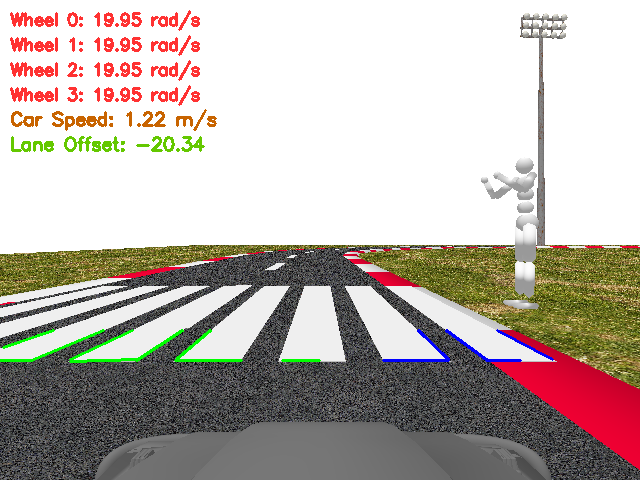 Wheel 0: 19.95 rad/s
Wheel 1: 19.95 rad/s
Wheel 2: 19.95 rad/s
Wheel 3: 19.95 rad/s
Car Speed: 1.22 m/s
Lane Offset: -20.34